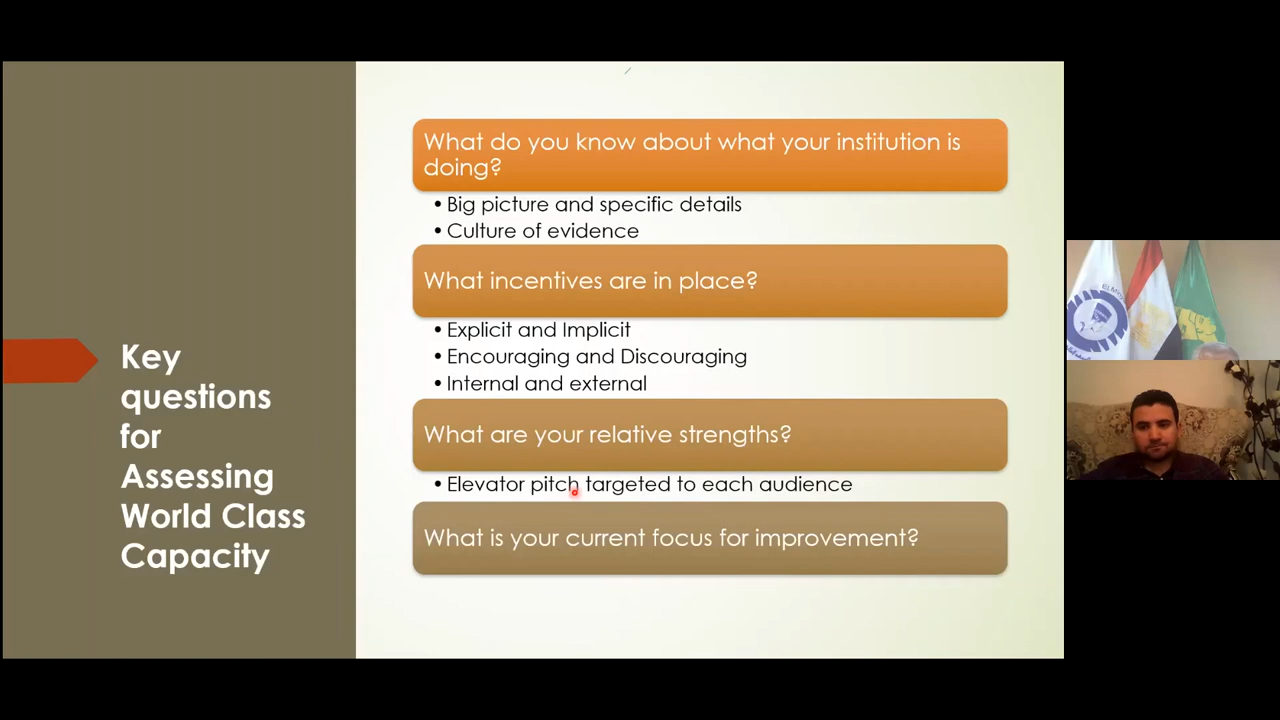 Key
questions
for
Assessing
World Class
Capacity
What do you know about what your institution is
doing?
• Big picture and specific details
• Culture of evidence
What incentives are in place?
• Explicit and Implicit
• Encouraging and Discouraging
• Internal and external
What are your relative strengths?
• Elevator pitch targeted to each audience
What is your current focus for improvement?